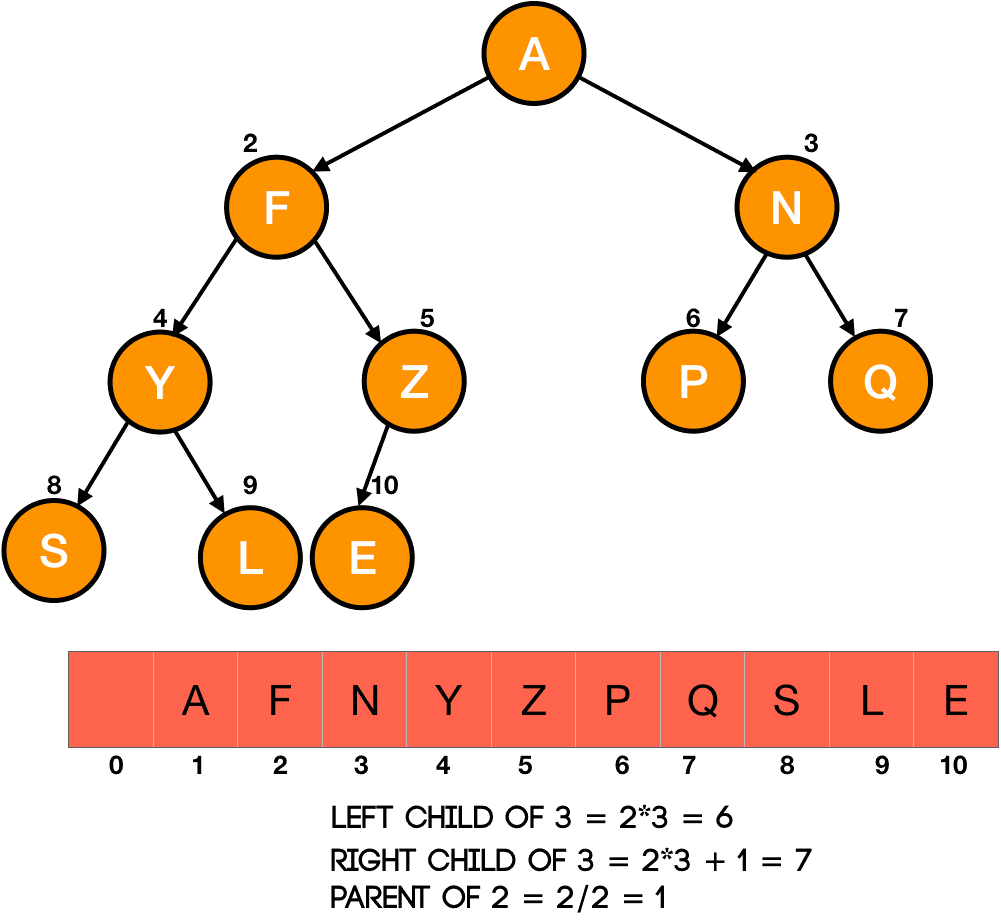 A
2 3
F N
4 5 6 7
Y Z P Q
8 9 10
S L E
A F N Y Z P Q S L E
0 1 2 3 4 5 6 7 8 9 10
LEFT CHILD OF 3 = 2*3 = 6
RIGHT CHILD OF 3 = 2*3 + 1 = 7
PARENT OF 2 = 2/2 = 1